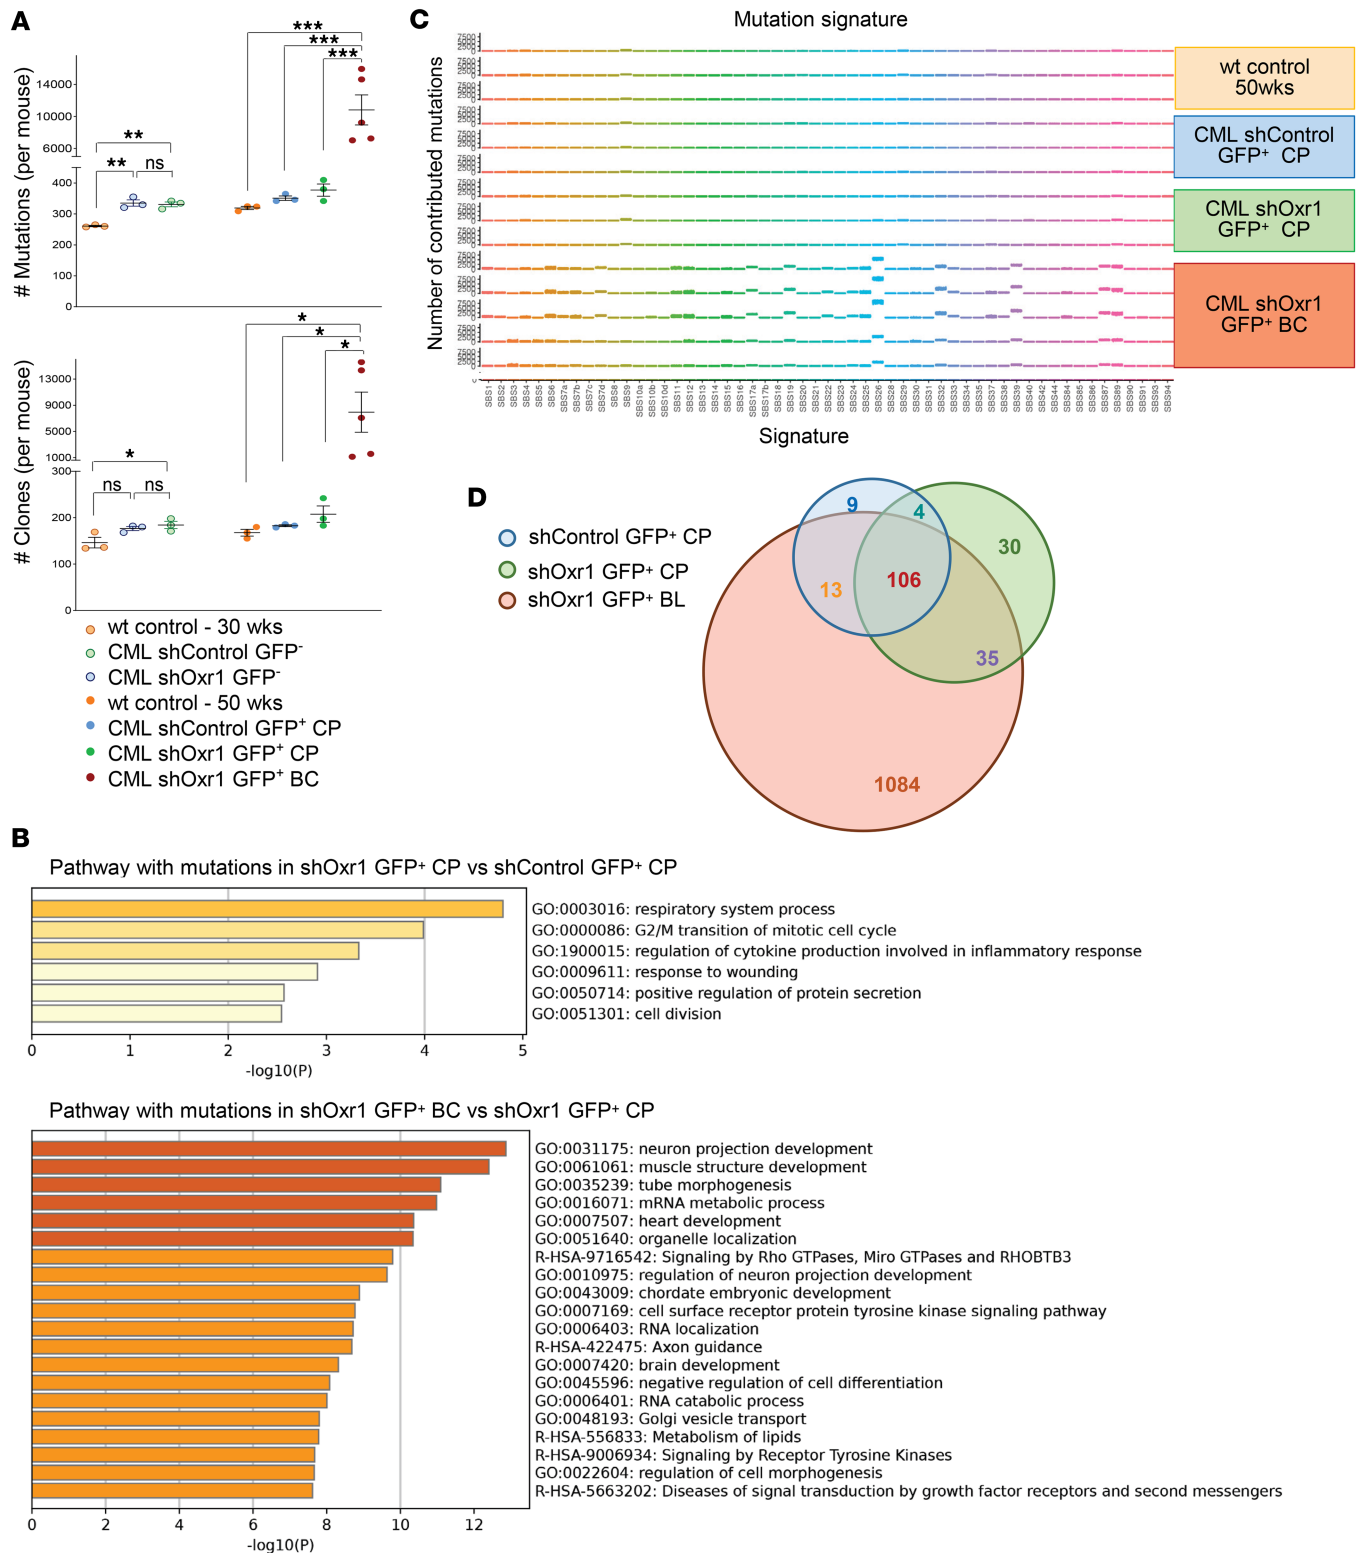 A
# Mutations (per mouse)
14000
10000
6000
400
300
200
100
0
**
**
ns
***
***
***
# Clones (per mouse)
13000
9000
5000
1000
300
200
100
0
*
ns
ns
*
*
*
wt control - 30 wks
CML shControl GFP-
CML shOxr1 GFP-
wt control - 50 wks
CML shControl GFP+ CP
CML shOxr1 GFP+ CP
CML shOxr1 GFP+ BC
C
Mutation signature
Number of contributed mutations
wt control
50wks
CML shControl
GFP+ CP
CML shOxr1
GFP+ CP
CML shOxr1
GFP+ BC
Signature
D
shControl GFP+ CP
shOxr1 GFP+ CP
shOxr1 GFP+ BL
9
4
30
13
106
35
1084
B
Pathway with mutations in shOxr1 GFP+ CP vs shControl GFP+ CP
GO:0003016: respiratory system process
GO:0000086: G2/M transition of mitotic cell cycle
GO:1900015: regulation of cytokine production involved in inflammatory response
GO:0009611: response to wounding
GO:0050714: positive regulation of protein secretion
GO:0051301: cell division
0 1 2 3 4 5
-log10(P)
Pathway with mutations in shOxr1 GFP+ BC vs shOxr1 GFP+ CP
GO:0031175: neuron projection development
GO:0061061: muscle structure development
GO:0035239: tube morphogenesis
GO:0016071: mRNA metabolic process
GO:0007507: heart development
GO:0051640: organelle localization
R-HSA-9716542: Signaling by Rho GTPases, Miro GTPases and RHOBTB3
GO:0010975: regulation of neuron projection development
GO:0043009: chordate embryonic development
GO:0007169: cell surface receptor protein tyrosine kinase signaling pathway
GO:0006403: RNA localization
R-HSA-422475: Axon guidance
GO:0007420: brain development
GO:0045596: negative regulation of cell differentiation
GO:0006401: RNA catabolic process
GO:0048193: Golgi vesicle transport
R-HSA-556833: Metabolism of lipids
R-HSA-9006934: Signaling by Receptor Tyrosine Kinases
GO:0022604: regulation of cell morphogenesis
R-HSA-5663202: Diseases of signal transduction by growth factor receptors and second messengers
0 2 4 6 8 10 12
-log10(P)